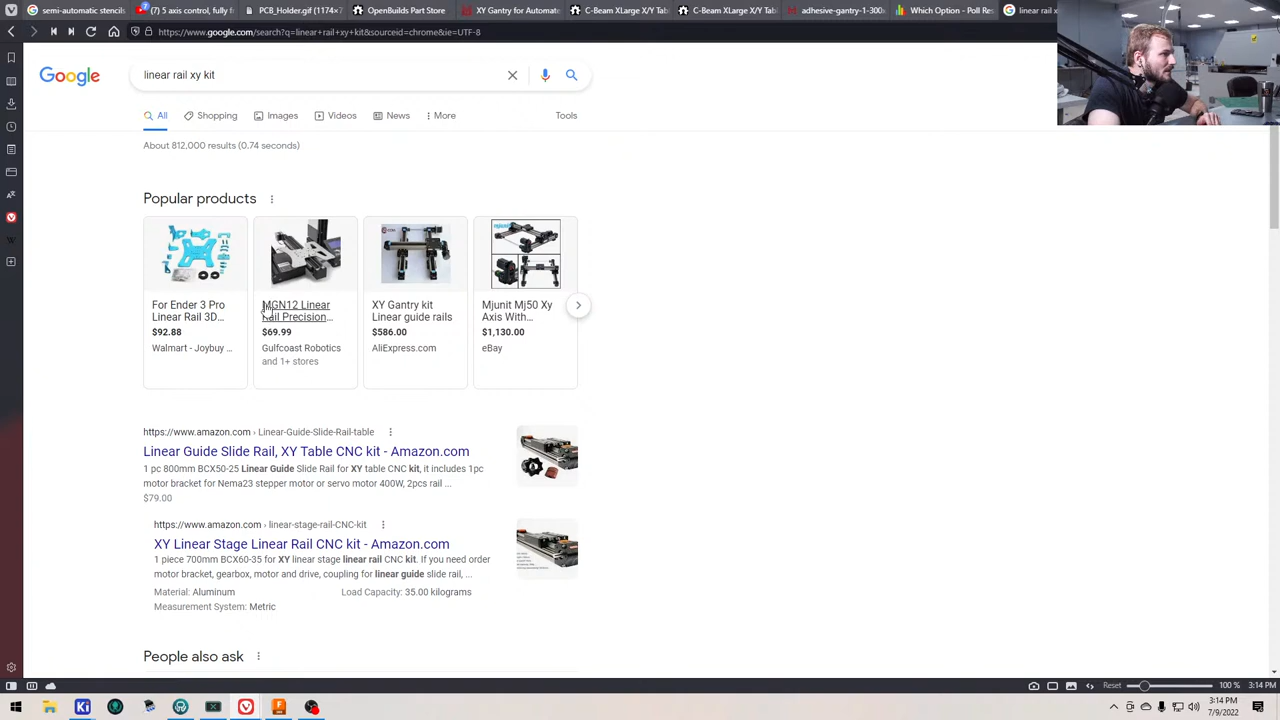 semi-automatic stencils
5 axis control, fu
PCB_Holder.gif (1174×7
OpenBuilds Part Store
XY Gantry for Automate
C-Beam XLarge X/Y Tab
C-Beam XLarge X/Y Tab
adhesive-gantry-1-300x
Which Option - Poll Res
linear rail x
https://www.google.com/search?q=linear+rail+xy+kit&sourceid=chrome&ie=UTF-8
Google
linear rail xy kit
All
Shopping
Images
Videos
News
More
Tools
About 812,000 results (0.74 seconds)
Popular products
For Ender 3 Pro
Linear Rail 3D...
$92.88
Walmart - Joybuy ...
MGN12 Linear
Rail Precision...
$69.99
Gulfcoast Robotics
and 1+ stores
XY Gantry kit
Linear guide rails
$586.00
AliExpress.com
Mjunit Mj50 Xy
Axis With...
$1,130.00
eBay
https://www.amazon.com › Linear-Guide-Slide-Rail-table
Linear Guide Slide Rail, XY Table CNC kit - Amazon.com
1 pc 800mm BCX50-25 Linear Guide Slide Rail for XY table CNC kit, it includes 1pc
motor bracket for Nema23 stepper motor or servo motor 400W, 2pcs rail ...
$79.00
https://www.amazon.com › linear-stage-rail-CNC-kit
XY Linear Stage Linear Rail CNC kit - Amazon.com
1 piece 700mm BCX60-35 for XY linear stage linear rail CNC kit. If you need order
motor bracket, gearbox, motor and drive, coupling for linear guide slide rail, ...
Material: Aluminum
Load Capacity: 35.00 kilograms
Measurement System: Metric
People also ask
Reset
100 %
3:14 PM
Ki
3:14 PM
7/9/2022